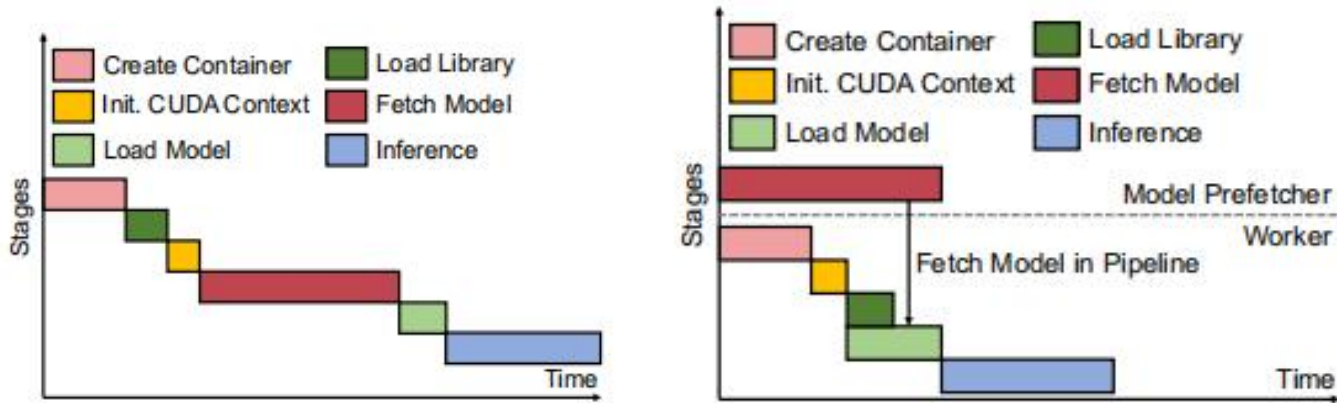 Create Container
Load Library
Init. CUDA Context
Fetch Model
Load Model
Inference
Stages
Time
Create Container
Load Library
Init. CUDA Context
Fetch Model
Load Model
Inference
Stages
Model Prefetcher
Worker
Fetch Model in Pipeline
Time